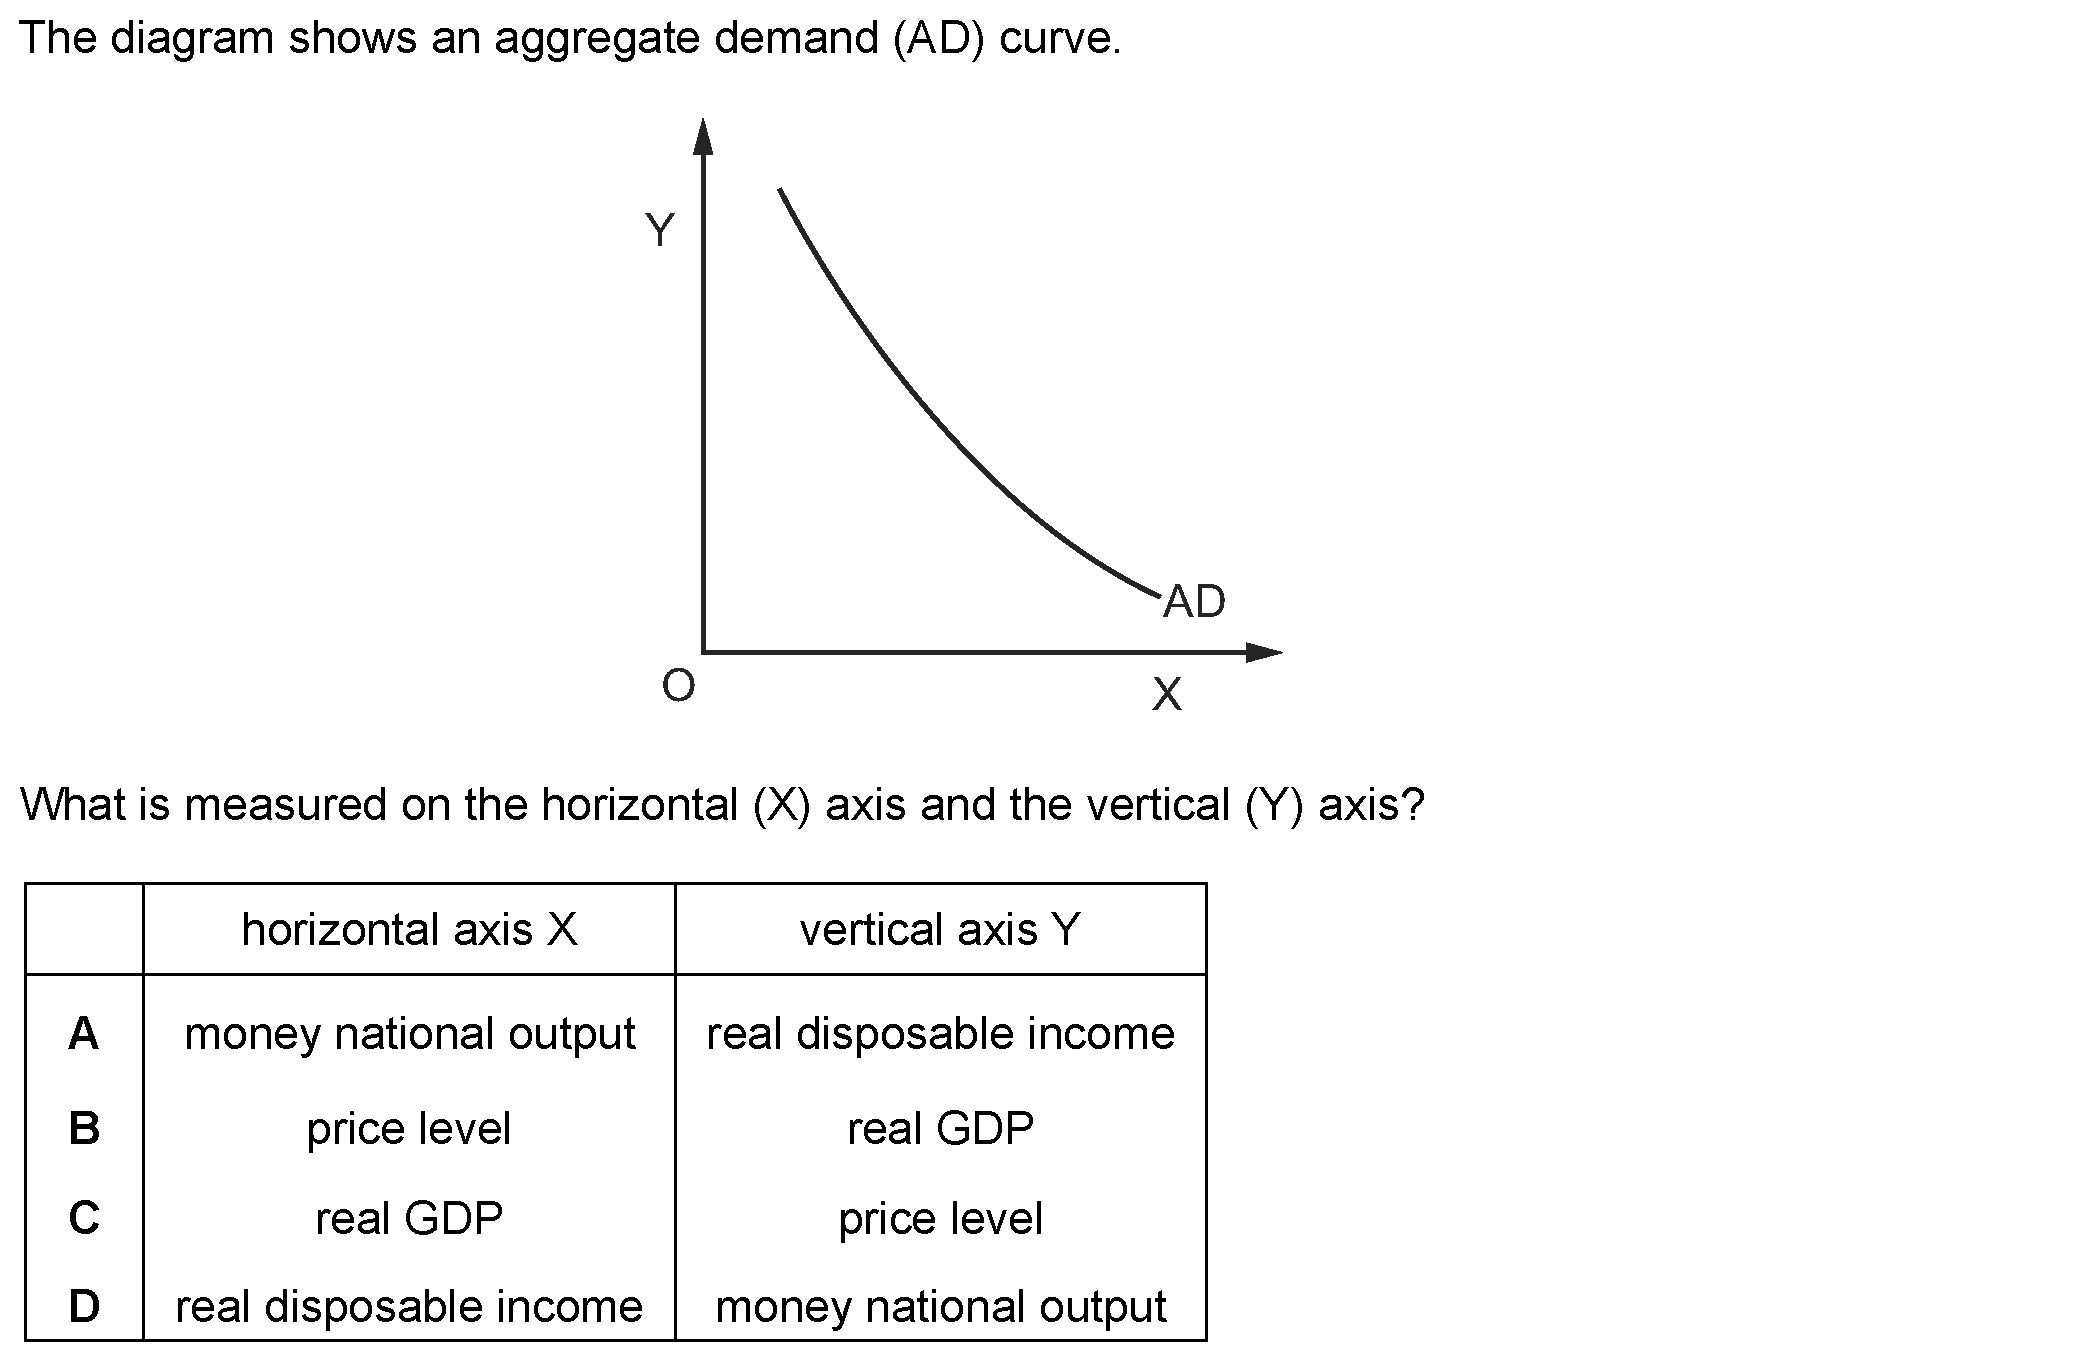 The diagram shows an aggregate demand (AD) curve.
Y
AD
O
X
What is measured on the horizontal (X) axis and the vertical (Y) axis?
horizontal axis X vertical axis Y
A money national output real disposable income
B price level real GDP
C real GDP price level
D real disposable income money national output